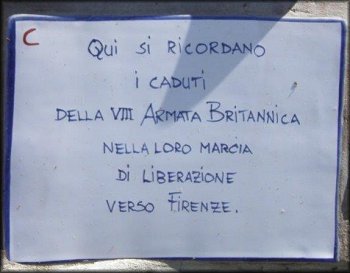 C
QUI SI RICORDANO
I CADUTI
DELLA VIII ARMATA BRITANNICA
NELLA LORO MARCIA
DI LIBERAZIONE
VERSO FIRENZE.